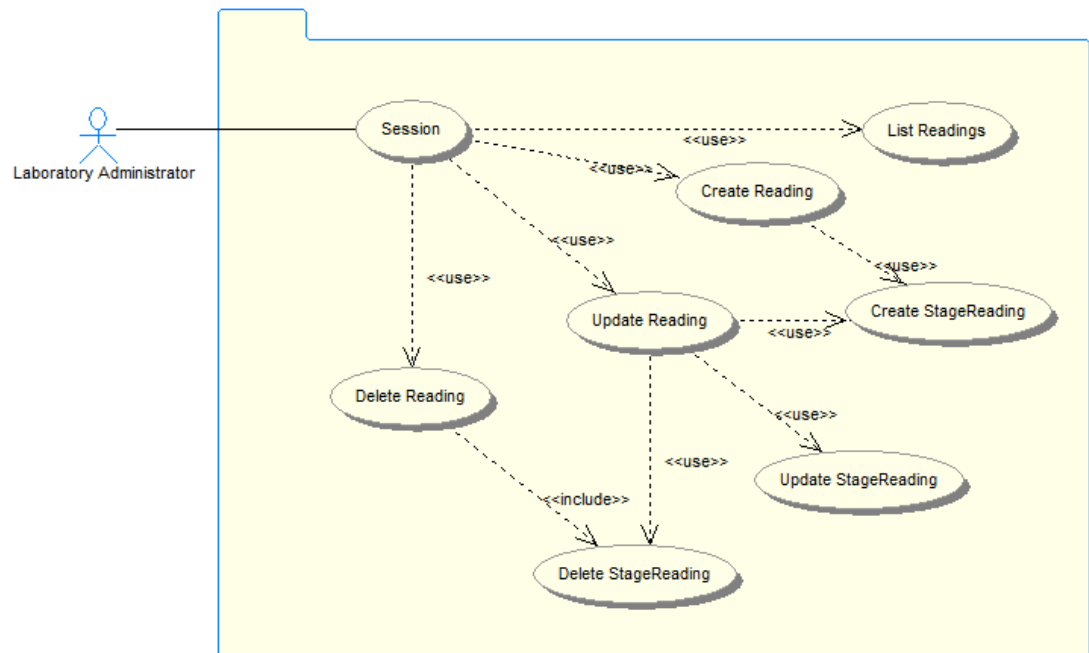 Session
List Readings
<<use>>
Laboratory Administrator
<<use>>
Create Reading
<<use>>
<<use>>
<<use>>
Create StageReading
Update Reading
<<use>>
Delete Reading
<<use>>
<<use>>
Update StageReading
<<include>>
Delete StageReading